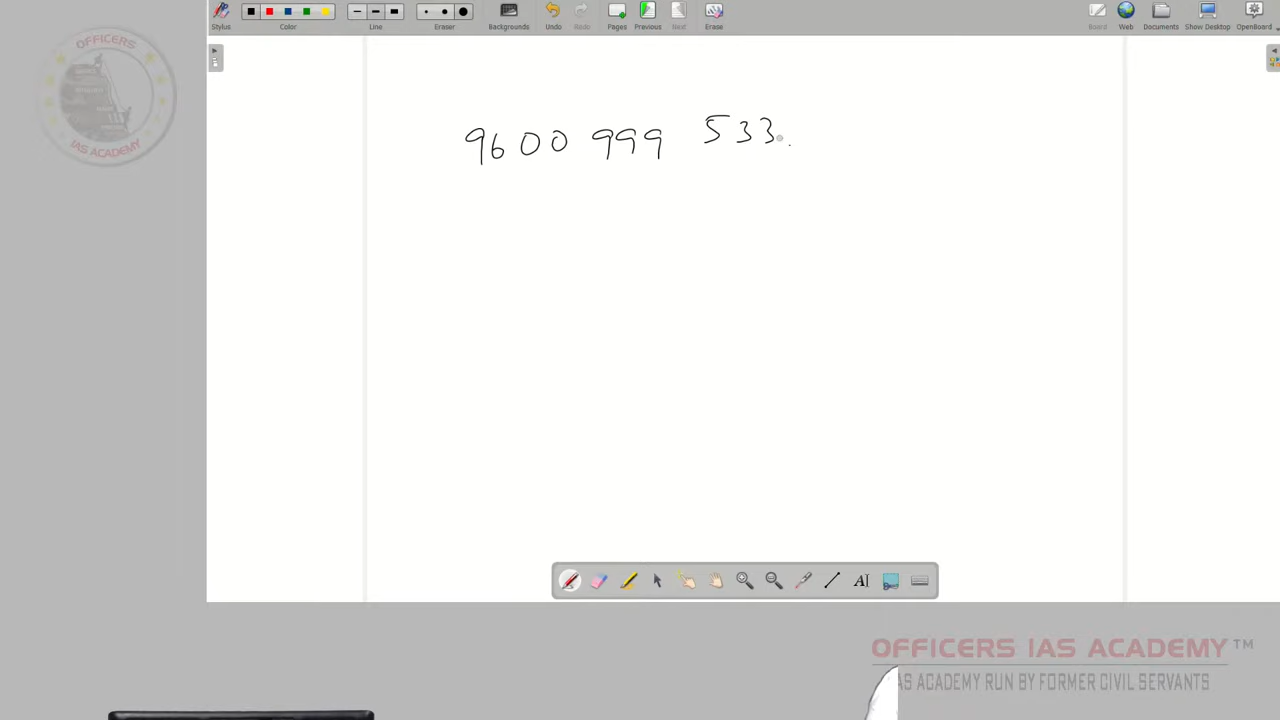 Stylus
Color
Line
Eraser
Backgrounds
Undo
Redo
Pages
Previous
Next
Erase
Board
Web
Documents
Show Desktop
OpenBoard
OFFICERS
IAS ACADEMY
9600 999 533.
OFFICERS IAS ACADEMY™
IAS ACADEMY RUN BY FORMER CIVIL SERVANTS